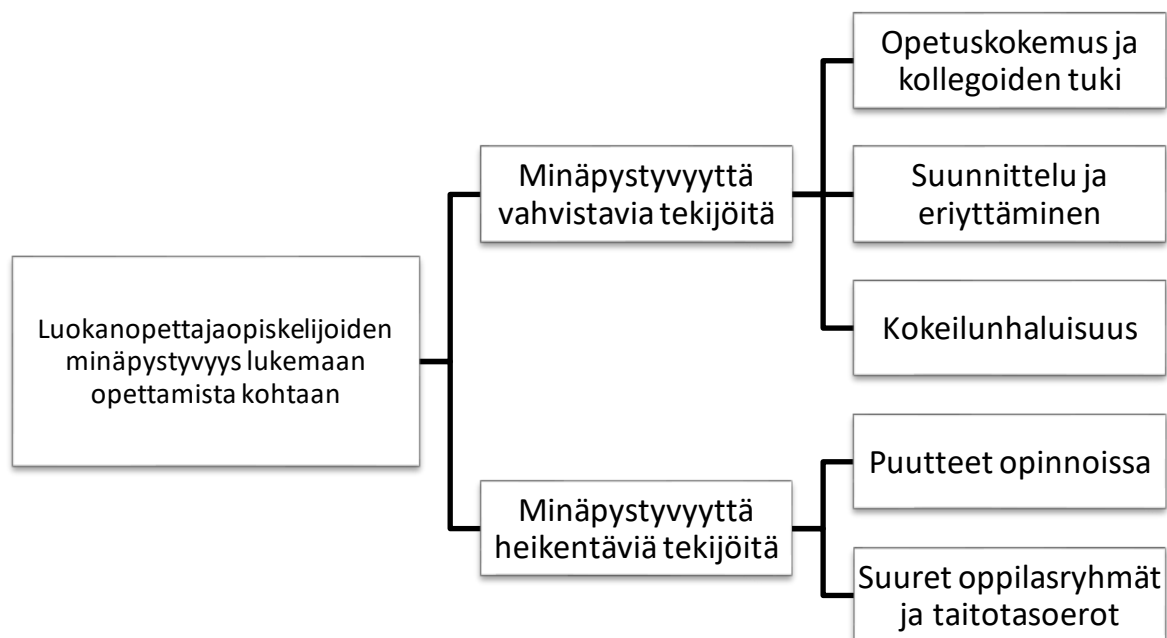 Luokanopettajaopiskelijoiden
minäpystyvyys lukemaan
opettamista kohtaan
Minäpystyvyyttä
vahvistavia tekijöitä
Opetuskokemus ja
kollegoiden tuki
Suunnittelu ja
eriyttäminen
Kokeilunhaluisuus
Minäpystyvyyttä
heikentäviä tekijöitä
Puutteet opinnoissa
Suuret oppilasryhmät
ja taitotasoerot